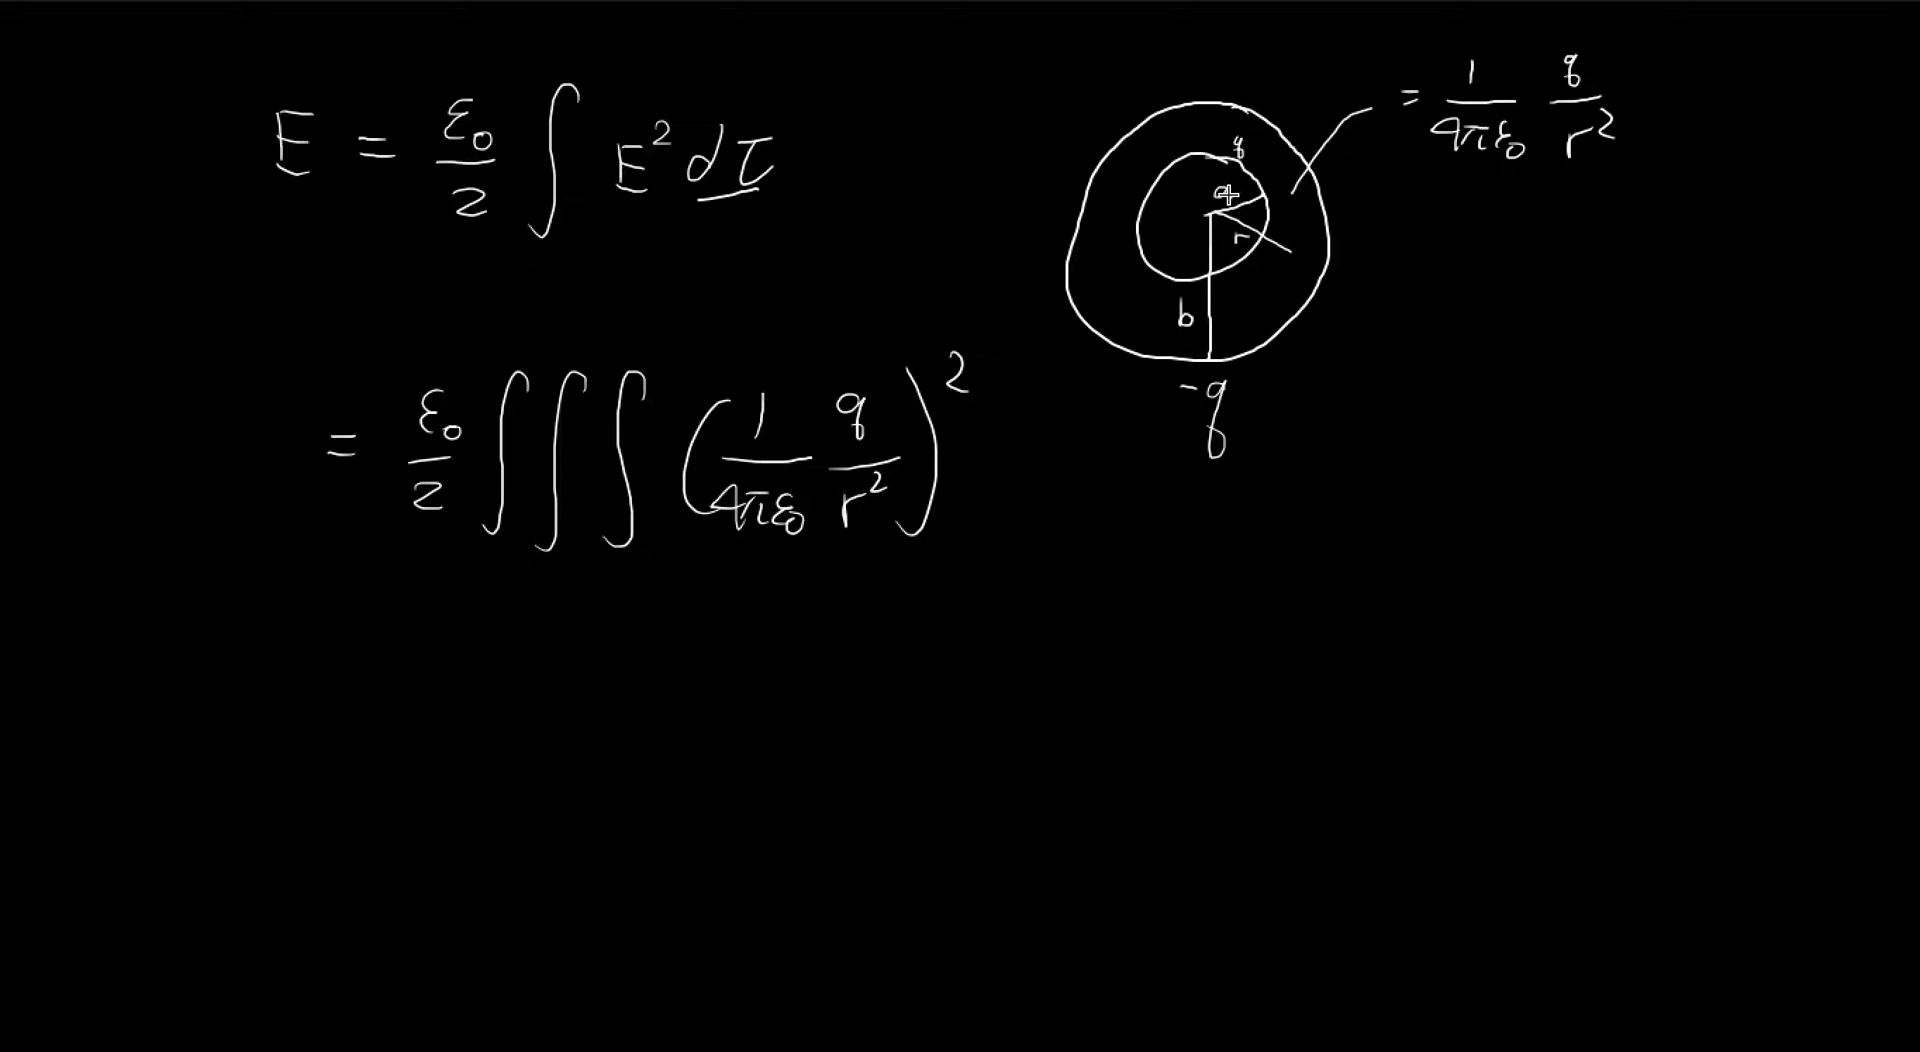 E = ε₀/2 ∫ E² dτ
= 1/4πε₀ q/r²
q
a
r
b
-q
= ε₀/2 ∫∫∫ (1/4πε₀ q/r²)²